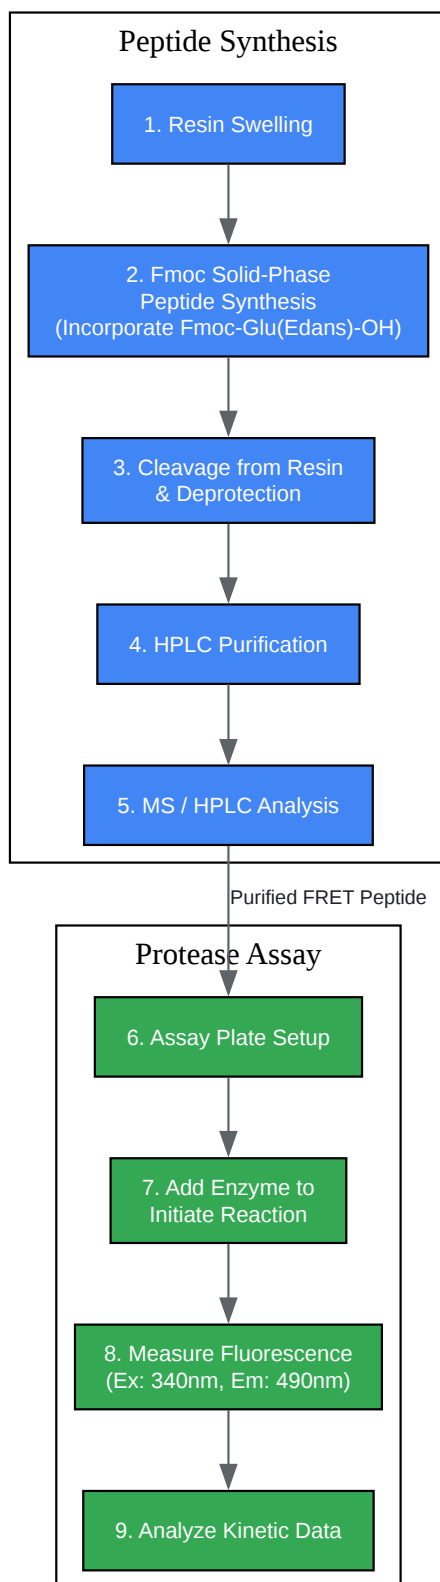 Peptide Synthesis
1. Resin Swelling
2. Fmoc Solid-Phase
Peptide Synthesis
(Incorporate Fmoc-Glu(Edans)-OH)
3. Cleavage from Resin
& Deprotection
4. HPLC Purification
5. MS / HPLC Analysis
Purified FRET Peptide
Protease Assay
6. Assay Plate Setup
7. Add Enzyme to
Initiate Reaction
8. Measure Fluorescence
(Ex: 340nm, Em: 490nm)
9. Analyze Kinetic Data